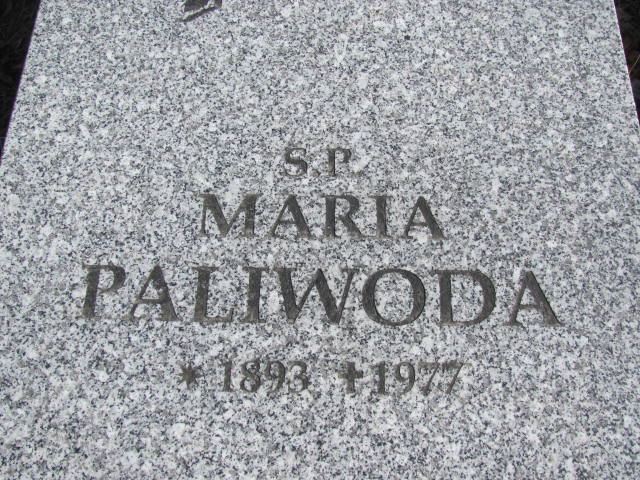 S.P.
MARIA
PALIWODA
* 1893 ✝ 1977